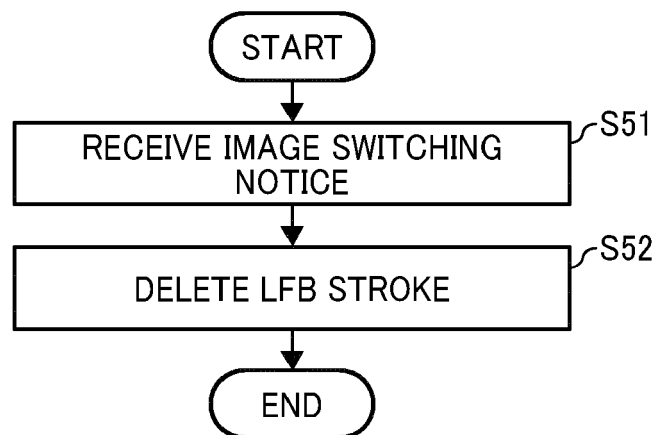 START
RECEIVE IMAGE SWITCHING
NOTICE
S51
DELETE LFB STROKE
S52
END